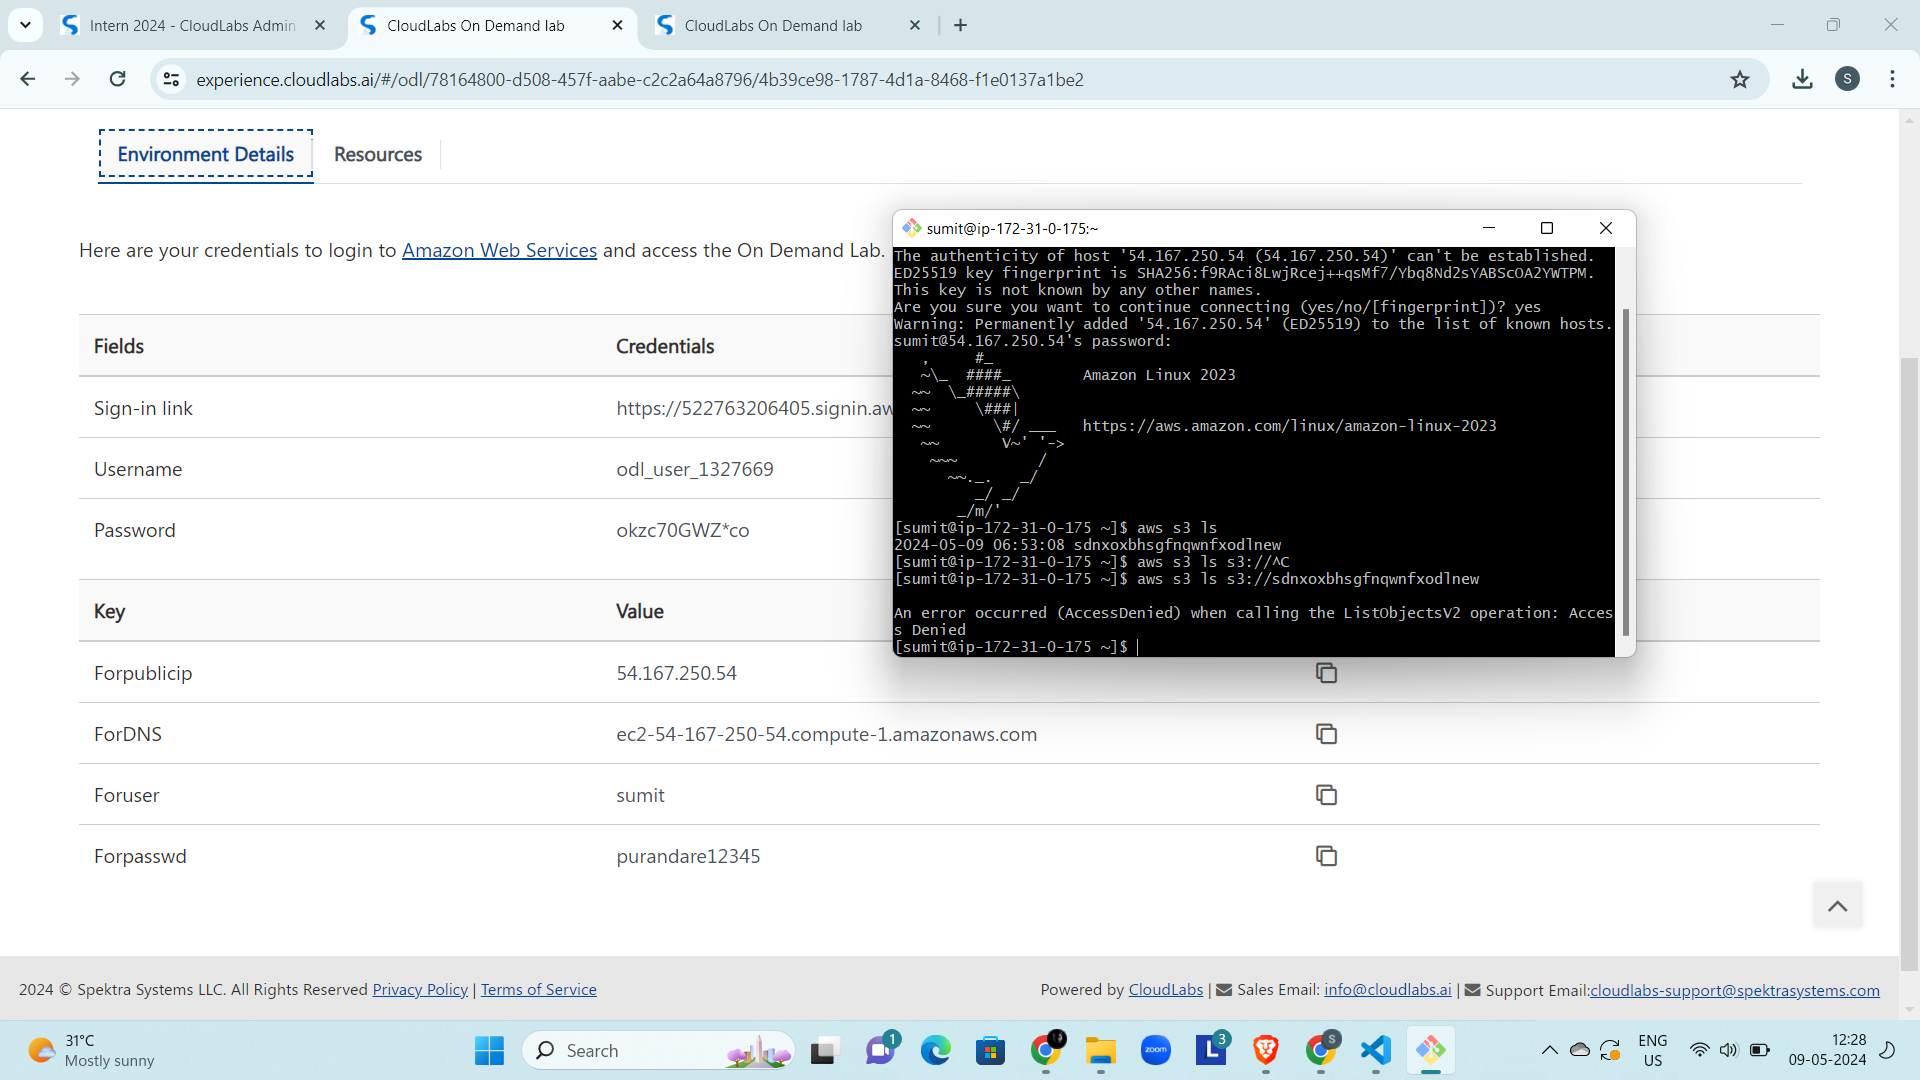 Intern 2024 - CloudLabs Admin
CloudLabs On Demand lab
CloudLabs On Demand lab
experience.cloudlabs.ai/#/odl/78164800-d508-457f-aabe-c2c2a64a8796/4b39ce98-1787-4d1a-8468-f1e0137a1be2
S
Environment Details
Resources
Here are your credentials to login to Amazon Web Services and access the On Demand Lab.
Fields Credentials
Sign-in link https://522763206405.signin.aw
Username odl_user_1327669
Password okzc70GWZ*co
Key Value
Forpublicip 54.167.250.54
ForDNS ec2-54-167-250-54.compute-1.amazonaws.com
Foruser sumit
Forpasswd purandare12345
sumit@ip-172-31-0-175:~
The authenticity of host '54.167.250.54 (54.167.250.54)' can't be established.
ED25519 key fingerprint is SHA256:f9RAci8LwjRcej++qsMf7/Ybq8Nd2sYABScOA2YWTPM.
This key is not known by any other names.
Are you sure you want to continue connecting (yes/no/[fingerprint])? yes
Warning: Permanently added '54.167.250.54' (ED25519) to the list of known hosts.
sumit@54.167.250.54's password:
   ,     #_
   ~\_  ####_        Amazon Linux 2023
  ~~  \_#####\
  ~~     \###|
  ~~       \#/ ___   https://aws.amazon.com/linux/amazon-linux-2023
   ~~       V~' '->
    ~~~         /
      ~~._.   _/
         _/ _/
       _/m/'
[sumit@ip-172-31-0-175 ~]$ aws s3 ls
2024-05-09 06:53:08 sdnxoxbhsgfnqwnfxodlnew
[sumit@ip-172-31-0-175 ~]$ aws s3 ls s3://^C
[sumit@ip-172-31-0-175 ~]$ aws s3 ls s3://sdnxoxbhsgfnqwnfxodlnew
An error occurred (AccessDenied) when calling the ListObjectsV2 operation: Acces
s Denied
[sumit@ip-172-31-0-175 ~]$
2024 © Spektra Systems LLC. All Rights Reserved Privacy Policy | Terms of Service
Powered by CloudLabs | Sales Email: info@cloudlabs.ai | Support Email:cloudlabs-support@spektrasystems.com
31°C
Mostly sunny
Search
1
zoom
L 3
S
ENG
US
12:28
09-05-2024